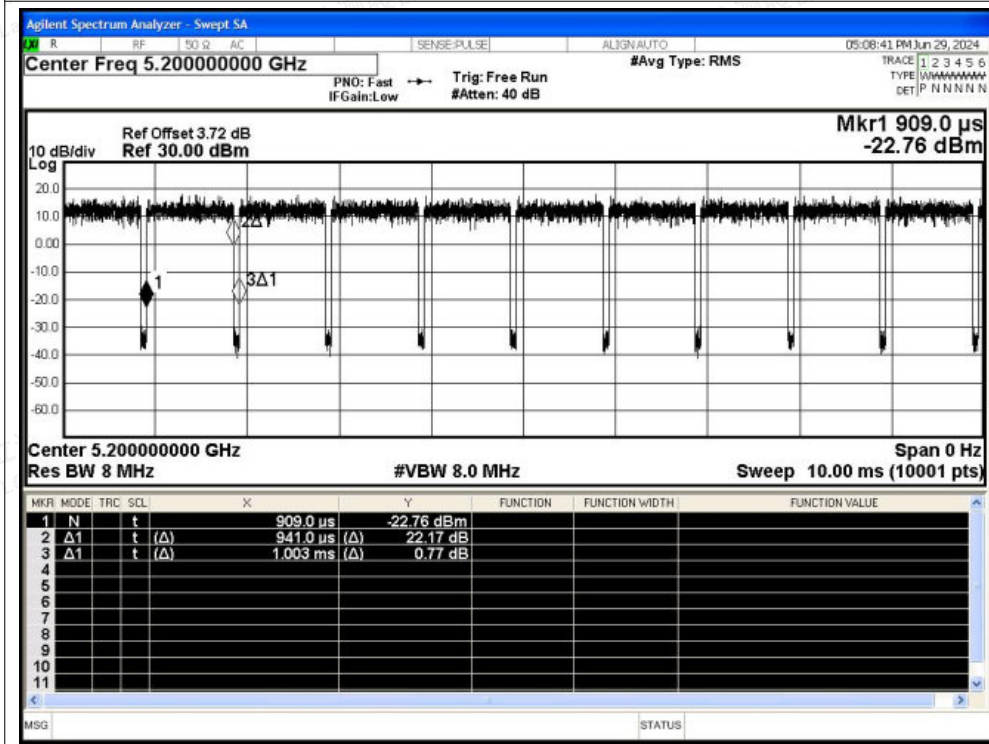 Agilent Spectrum Analyzer - Swept SA
LXI R RF 50 Ω AC SENSE:PULSE ALIGN AUTO 05:08:41 PM Jun 29, 2024
Center Freq 5.200000000 GHz #Avg Type: RMS TRACE 1 2 3 4 5 6
PNO: Fast Trig: Free Run TYPE WWWWWW
IFGain:Low #Atten: 40 dB DET P N N N N N
Mkr1 909.0 µs
Ref Offset 3.72 dB
10 dB/div Ref 30.00 dBm -22.76 dBm
Log
20.0
10.0
2Δ1
0.00
-10.0
1 3Δ1
-20.0
-30.0
-40.0
-50.0
-60.0
Center 5.200000000 GHz Span 0 Hz
Res BW 8 MHz #VBW 8.0 MHz Sweep 10.00 ms (10001 pts)
MKR MODE TRC SCL X Y FUNCTION FUNCTION WIDTH FUNCTION VALUE
1 N t 909.0 µs -22.76 dBm
2 Δ1 t (Δ) 941.0 µs (Δ) 22.17 dB
3 Δ1 t (Δ) 1.003 ms (Δ) 0.77 dB
4
5
6
7
8
9
10
11
MSG STATUS